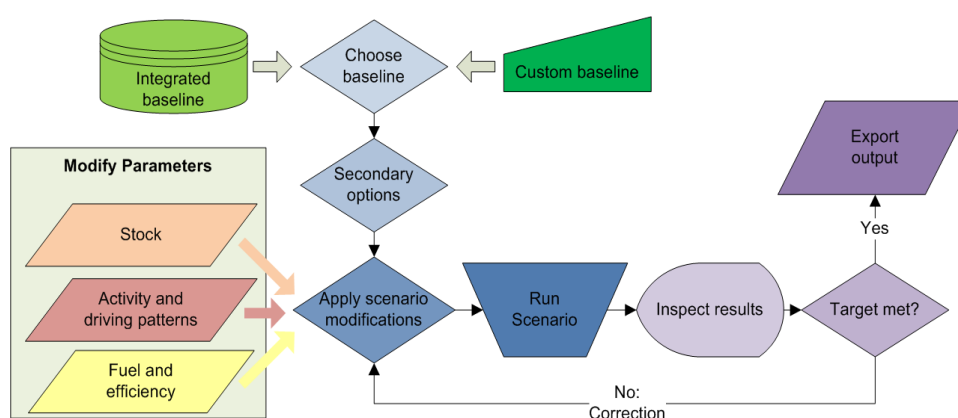 Integrated
baseline
Choose
baseline
Custom baseline
Export
output
Modify Parameters
Secondary
options
Stock
Yes
Activity and
driving patterns
Apply scenario
modifications
Run
Scenario
Inspect results
Target met?
Fuel and
efficiency
No:
Correction